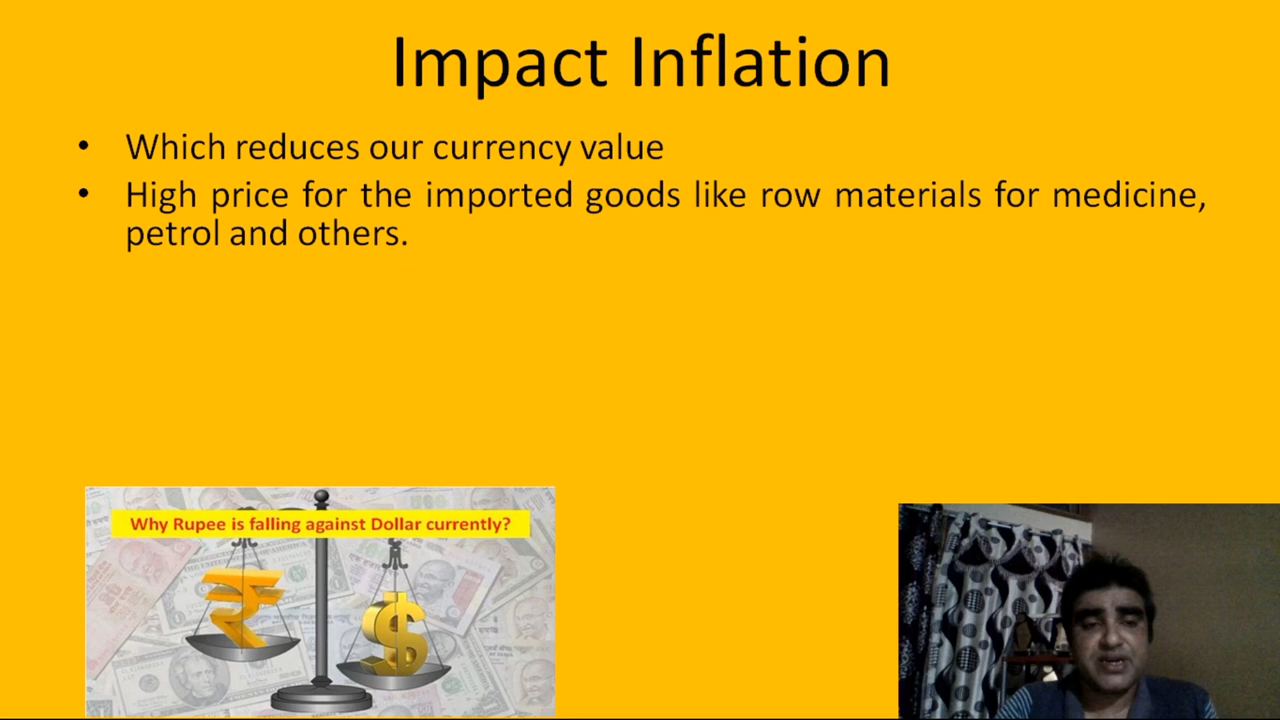 Impact Inflation
• Which reduces our currency value
• High price for the imported goods like row materials for medicine,
petrol and others.
Why Rupee is falling against Dollar currently?
₹
$